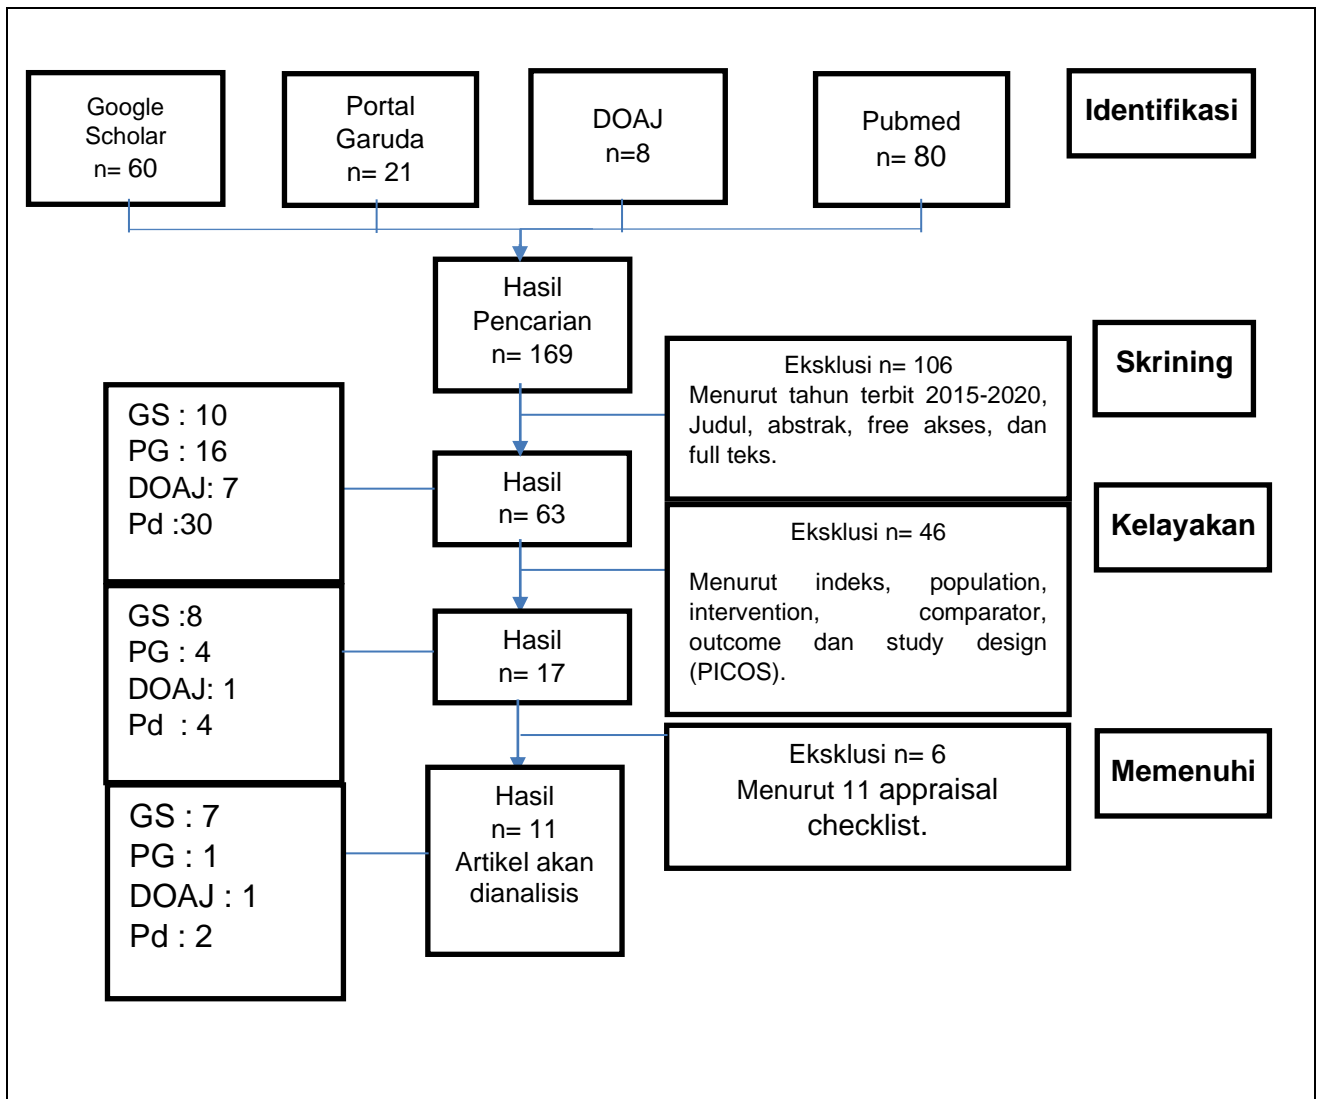 Google
Scholar
n= 60
Portal
Garuda
n= 21
DOAJ
n=8
Pubmed
n= 80
Identifikasi
Hasil
Pencarian
n= 169
Eksklusi n= 106
Menurut tahun terbit 2015-2020,
Judul, abstrak, free akses, dan
full teks.
Skrining
GS : 10
PG : 16
DOAJ: 7
Pd :30
Hasil
n= 63
Eksklusi n= 46
Menurut indeks, population,
intervention, comparator,
outcome dan study design
(PICOS).
Kelayakan
GS :8
PG : 4
DOAJ: 1
Pd : 4
Hasil
n= 17
Eksklusi n= 6
Menurut 11 appraisal
checklist.
Memenuhi
GS : 7
PG : 1
DOAJ : 1
Pd : 2
Hasil
n= 11
Artikel akan
dianalisis